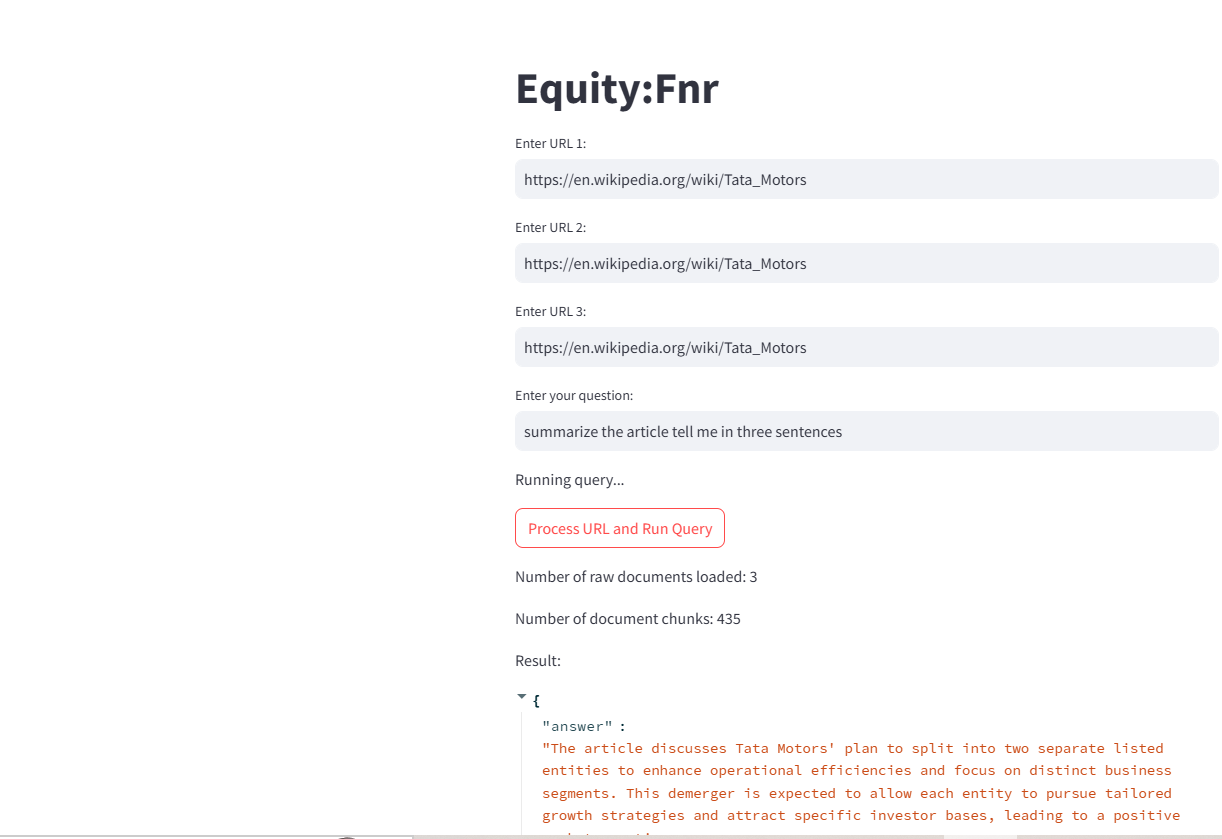 Equity:Fnr
Enter URL 1:
https://en.wikipedia.org/wiki/Tata_Motors
Enter URL 2:
https://en.wikipedia.org/wiki/Tata_Motors
Enter URL 3:
https://en.wikipedia.org/wiki/Tata_Motors
Enter your question:
summarize the article tell me in three sentences
Running query...
Process URL and Run Query
Number of raw documents loaded: 3
Number of document chunks: 435
Result:
{
"answer" :
"The article discusses Tata Motors' plan to split into two separate listed
entities to enhance operational efficiencies and focus on distinct business
segments. This demerger is expected to allow each entity to pursue tailored
growth strategies and attract specific investor bases, leading to a positive